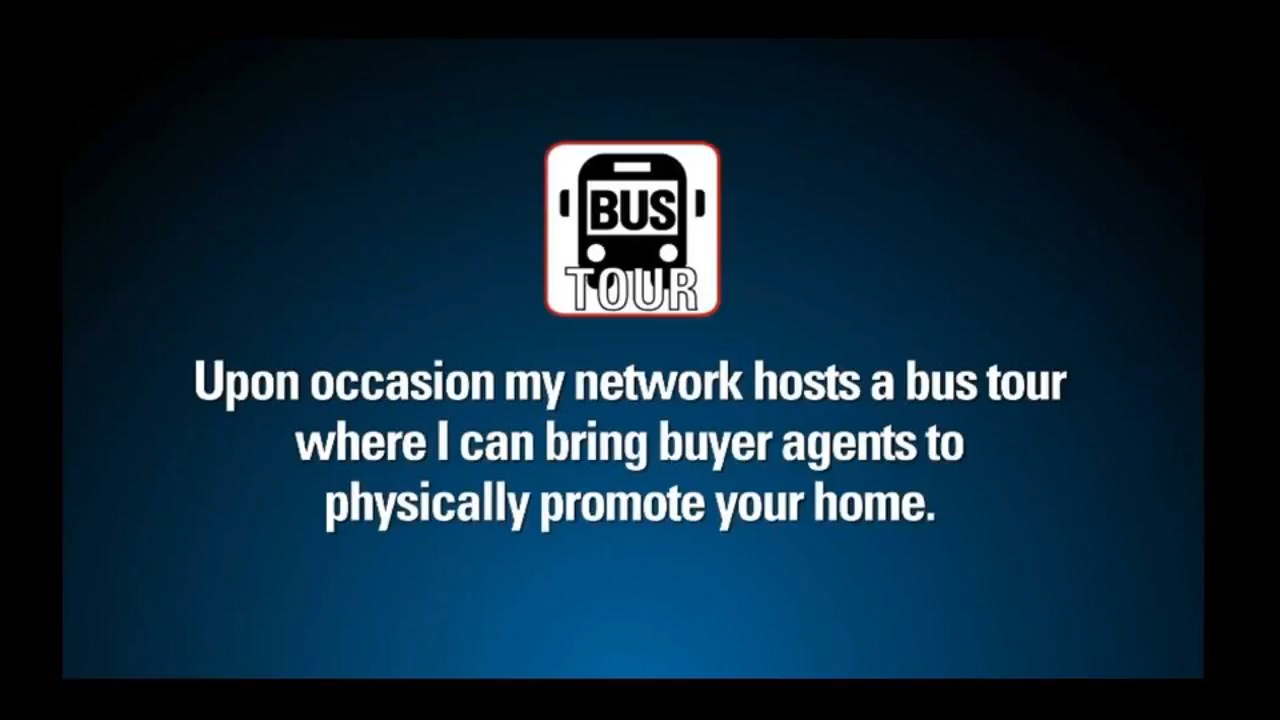 BUS
TOUR
Upon occasion my network hosts a bus tour
where I can bring buyer agents to
physically promote your home.